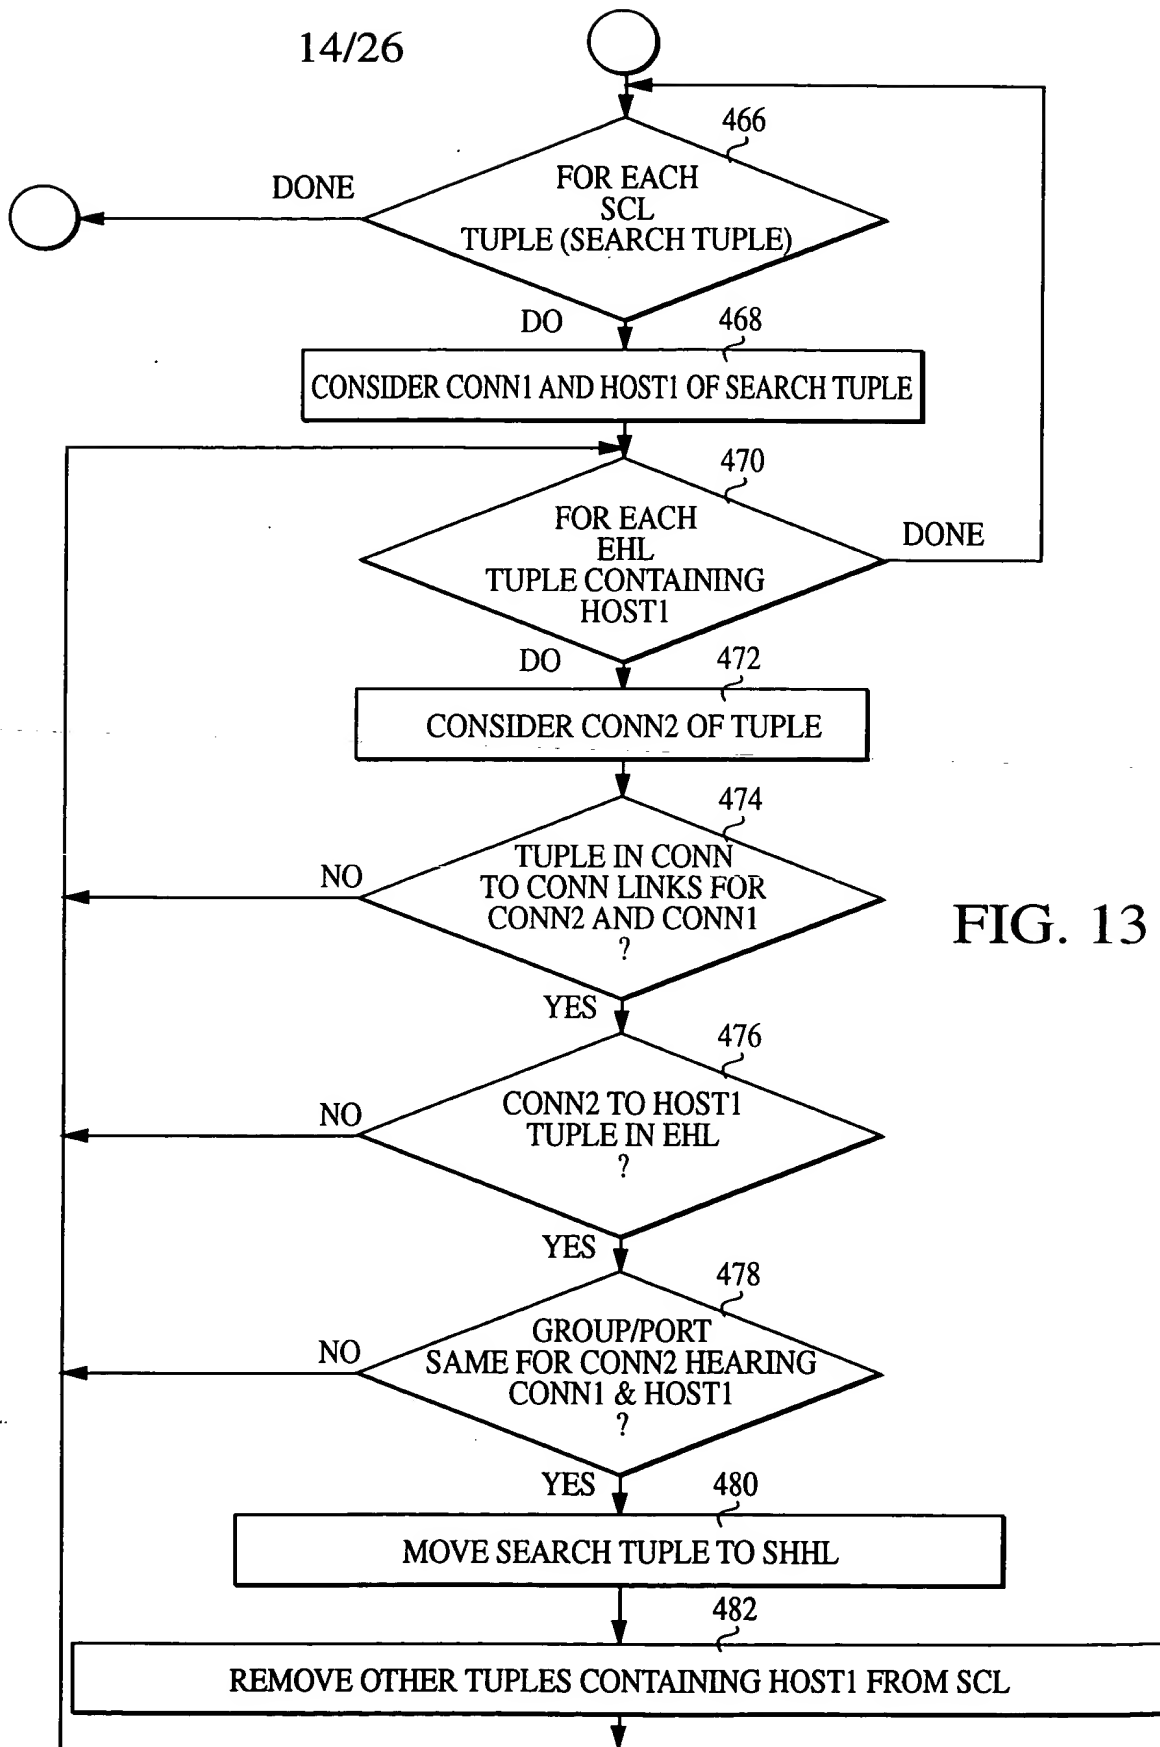 14/26
466
FOR EACH
SCL
TUPLE (SEARCH TUPLE)
DONE
DO
468
CONSIDER CONN1 AND HOST1 OF SEARCH TUPLE
470
FOR EACH
EHL
TUPLE CONTAINING
HOST1
DONE
DO
472
CONSIDER CONN2 OF TUPLE
474
TUPLE IN CONN
TO CONN LINKS FOR
CONN2 AND CONN1
?
NO
FIG. 13
YES
476
CONN2 TO HOST1
TUPLE IN EHL
?
NO
YES
478
GROUP/PORT
SAME FOR CONN2 HEARING
CONN1 & HOST1
?
NO
YES
480
MOVE SEARCH TUPLE TO SHHL
482
REMOVE OTHER TUPLES CONTAINING HOST1 FROM SCL